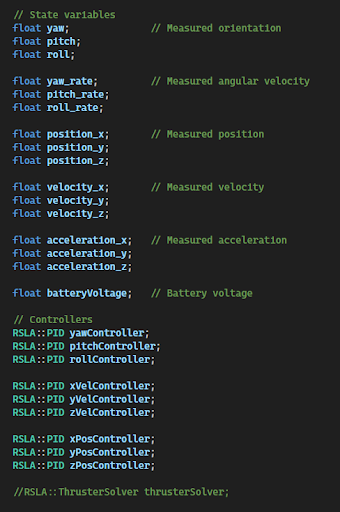 // State variables
float yaw;              // Measured orientation
float pitch;
float roll;

float yaw_rate;         // Measured angular velocity
float pitch_rate;
float roll_rate;

float position_x;       // Measured position
float position_y;
float position_z;

float velocity_x;       // Measured velocity
float velocity_y;
float velocity_z;

float acceleration_x;   // Measured acceleration
float acceleration_y;
float acceleration_z;

float batteryVoltage;   // Battery voltage

// Controllers
RSLA::PID yawController;
RSLA::PID pitchController;
RSLA::PID rollController;

RSLA::PID xVelController;
RSLA::PID yVelController;
RSLA::PID zVelController;

RSLA::PID xPosController;
RSLA::PID yPosController;
RSLA::PID zPosController;

//RSLA::ThrusterSolver thrusterSolver;